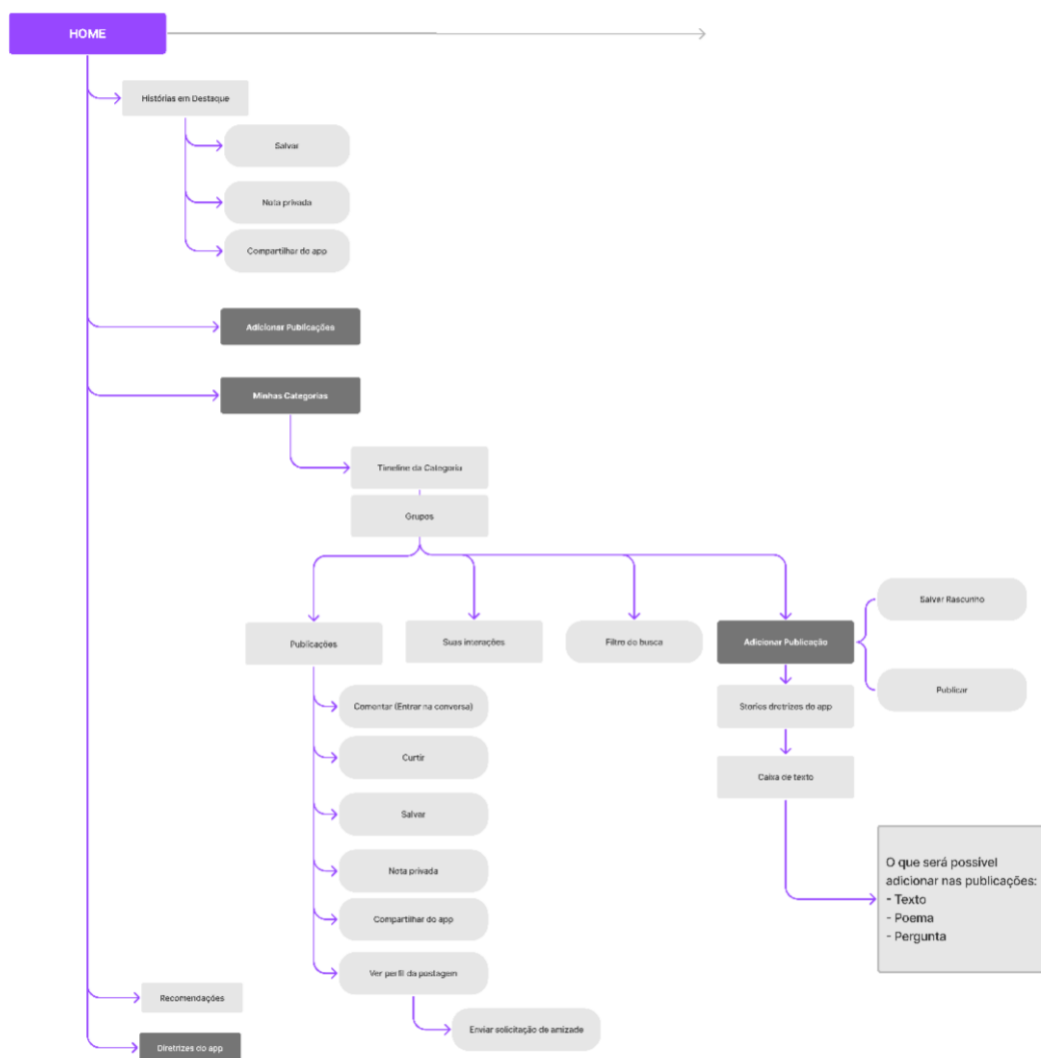 HOME
Histórias em Destaque
Salvar
Nota privada
Compartilhar do app
Adicionar Publicações
Minhas Categorias
Timeline da Categoria
Grupos
Publicações
Suas interações
Filtro de busca
Adicionar Publicação
Salvar Rascunho
Publicar
Comentar (Entrar na conversa)
Stories diretrizes do app
Curtir
Caixa de texto
Salvar
Nota privada
Compartilhar do app
Ver perfil da postagem
Enviar solicitação de amizade
O que será possível
adicionar nas publicações:
- Texto
- Poema
- Pergunta
Recomendações
Diretrizes do app